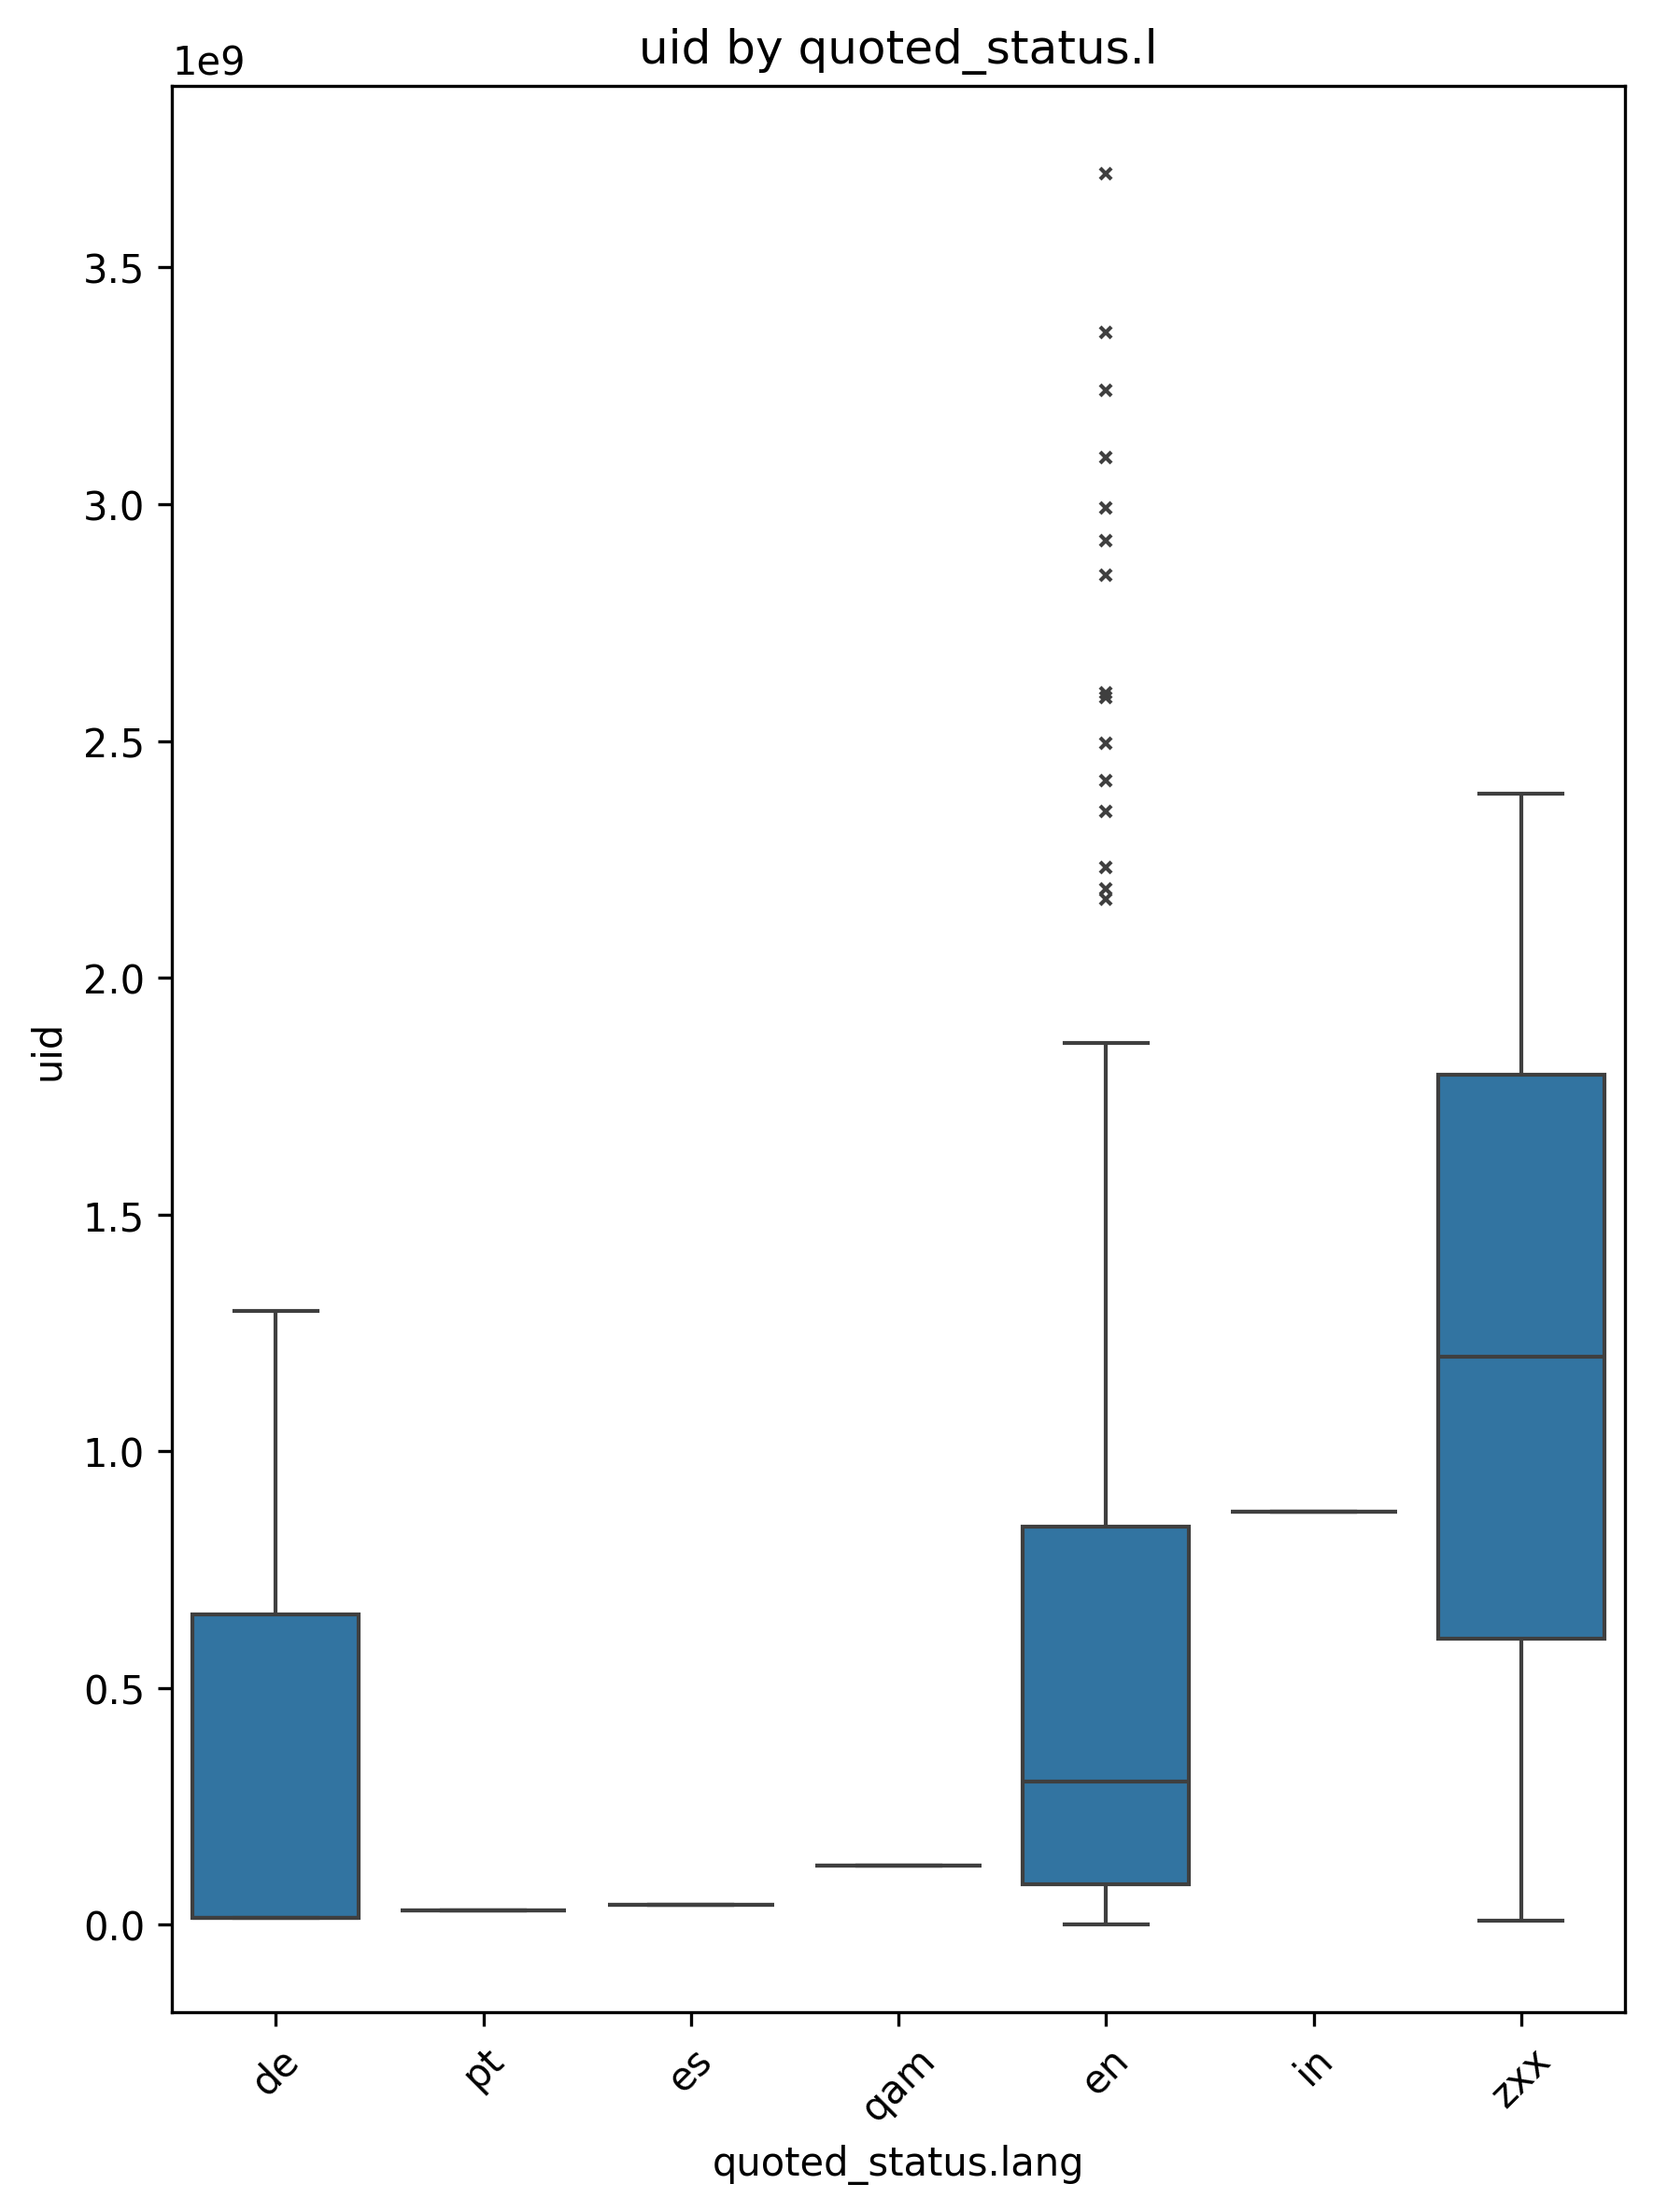 uid by quoted_status.l
1e9
3.5
3.0
2.5
2.0
1.5
1.0
0.5
0.0
uid
de
pt
es
qam
en
in
zxx
quoted_status.lang